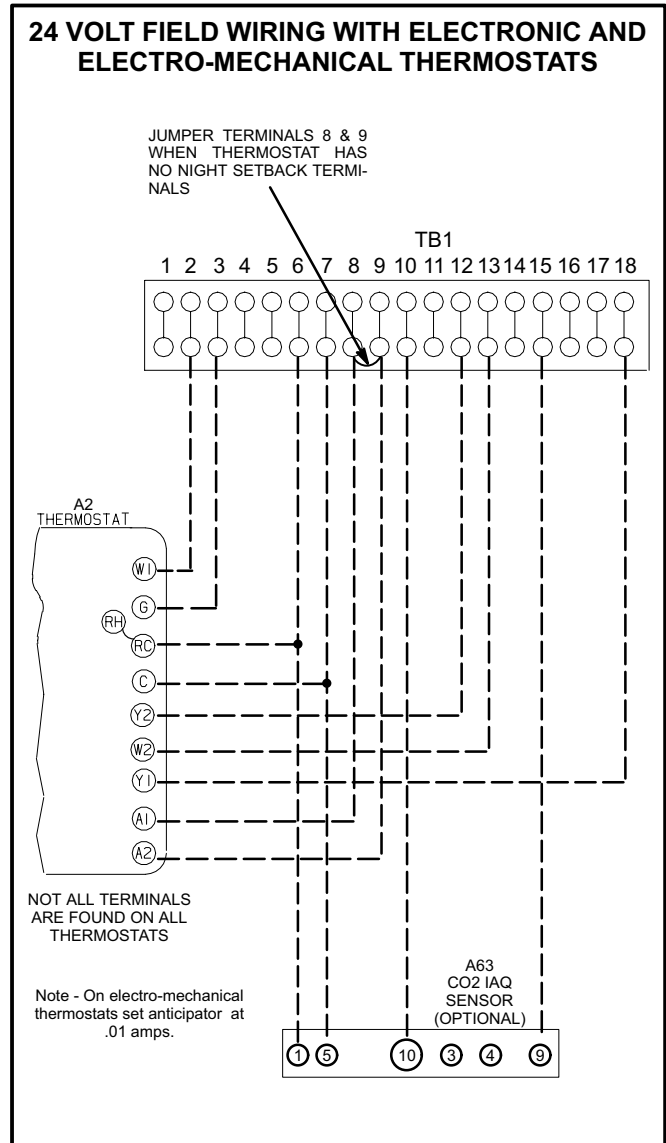 24 VOLT FIELD WIRING WITH ELECTRONIC AND
ELECTRO-MECHANICAL THERMOSTATS
JUMPER TERMINALS 8 & 9
WHEN THERMOSTAT HAS
NO NIGHT SETBACK TERMI-
NALS
TB1
1 2 3 4 5 6 7 8 9 10 11 12 13 14 15 16 17 18
A2
THERMOSTAT
W1
G
RH
RC
C
Y2
W2
Y1
A1
A2
NOT ALL TERMINALS
ARE FOUND ON ALL
THERMOSTATS
Note - On electro-mechanical
thermostats set anticipator at
.01 amps.
A63
CO2 IAQ
SENSOR
(OPTIONAL)
1 5 10 3 4 9